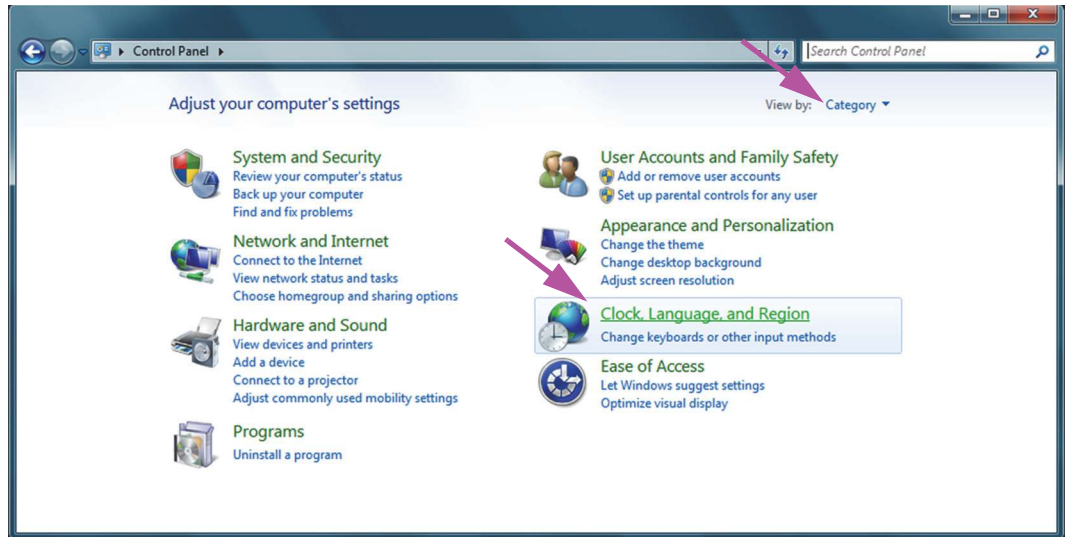 Control Panel
Search Control Panel
Adjust your computer's settings
View by: Category
System and Security
Review your computer's status
Back up your computer
Find and fix problems
Network and Internet
Connect to the Internet
View network status and tasks
Choose homegroup and sharing options
Hardware and Sound
View devices and printers
Add a device
Connect to a projector
Adjust commonly used mobility settings
Programs
Uninstall a program
User Accounts and Family Safety
Add or remove user accounts
Set up parental controls for any user
Appearance and Personalization
Change the theme
Change desktop background
Adjust screen resolution
Clock, Language, and Region
Change keyboards or other input methods
Ease of Access
Let Windows suggest settings
Optimize visual display